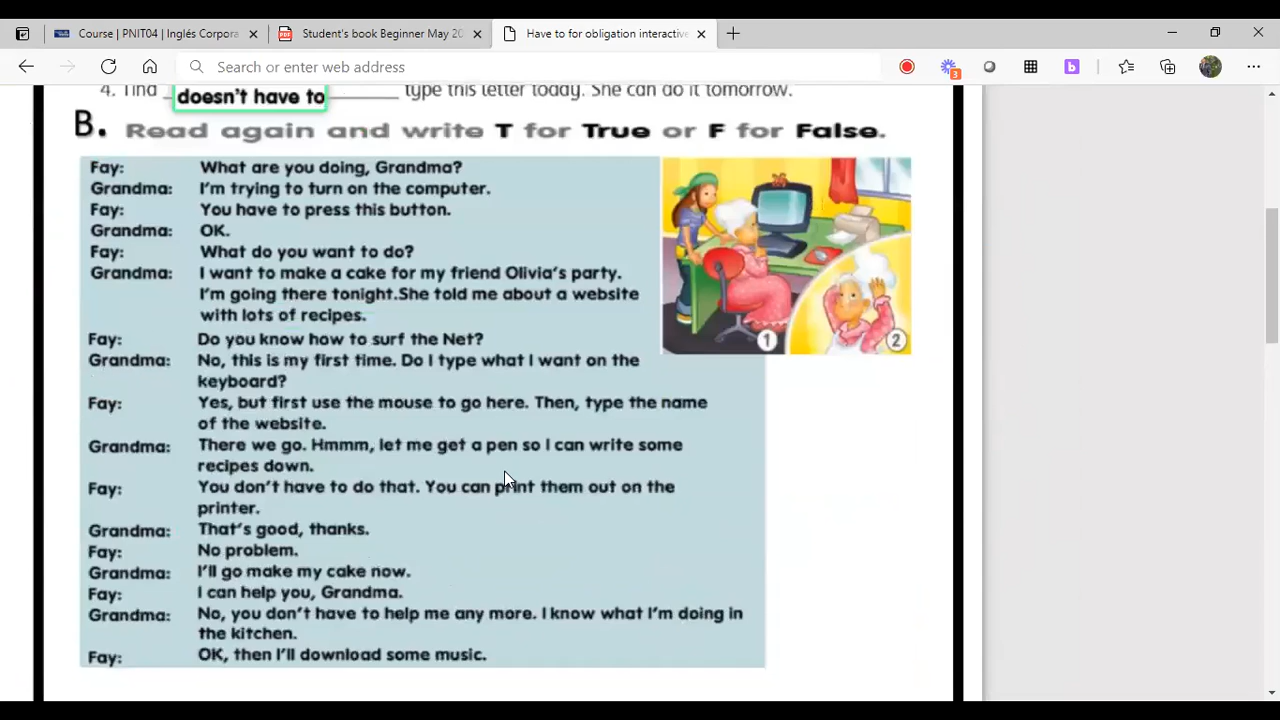 Course | PNIT04 | Inglés Corpora
Student's book Beginner May 20
Have to for obligation interactive
Search or enter web address
3
b
4. Tina doesn't have to type this letter today. She can do it tomorrow.
B. Read again and write T for True or F for False.
Fay: What are you doing, Grandma?
Grandma: I'm trying to turn on the computer.
Fay: You have to press this button.
Grandma: OK.
Fay: What do you want to do?
Grandma: I want to make a cake for my friend Olivia's party.
I'm going there tonight.She told me about a website
with lots of recipes.
Fay: Do you know how to surf the Net?
Grandma: No, this is my first time. Do I type what I want on the
keyboard?
Fay: Yes, but first use the mouse to go here. Then, type the name
of the website.
Grandma: There we go. Hmmm, let me get a pen so I can write some
recipes down.
Fay: You don't have to do that. You can print them out on the
printer.
Grandma: That's good, thanks.
Fay: No problem.
Grandma: I'll go make my cake now.
Fay: I can help you, Grandma.
Grandma: No, you don't have to help me any more. I know what I'm doing in
the kitchen.
Fay: OK, then I'll download some music.
1
2